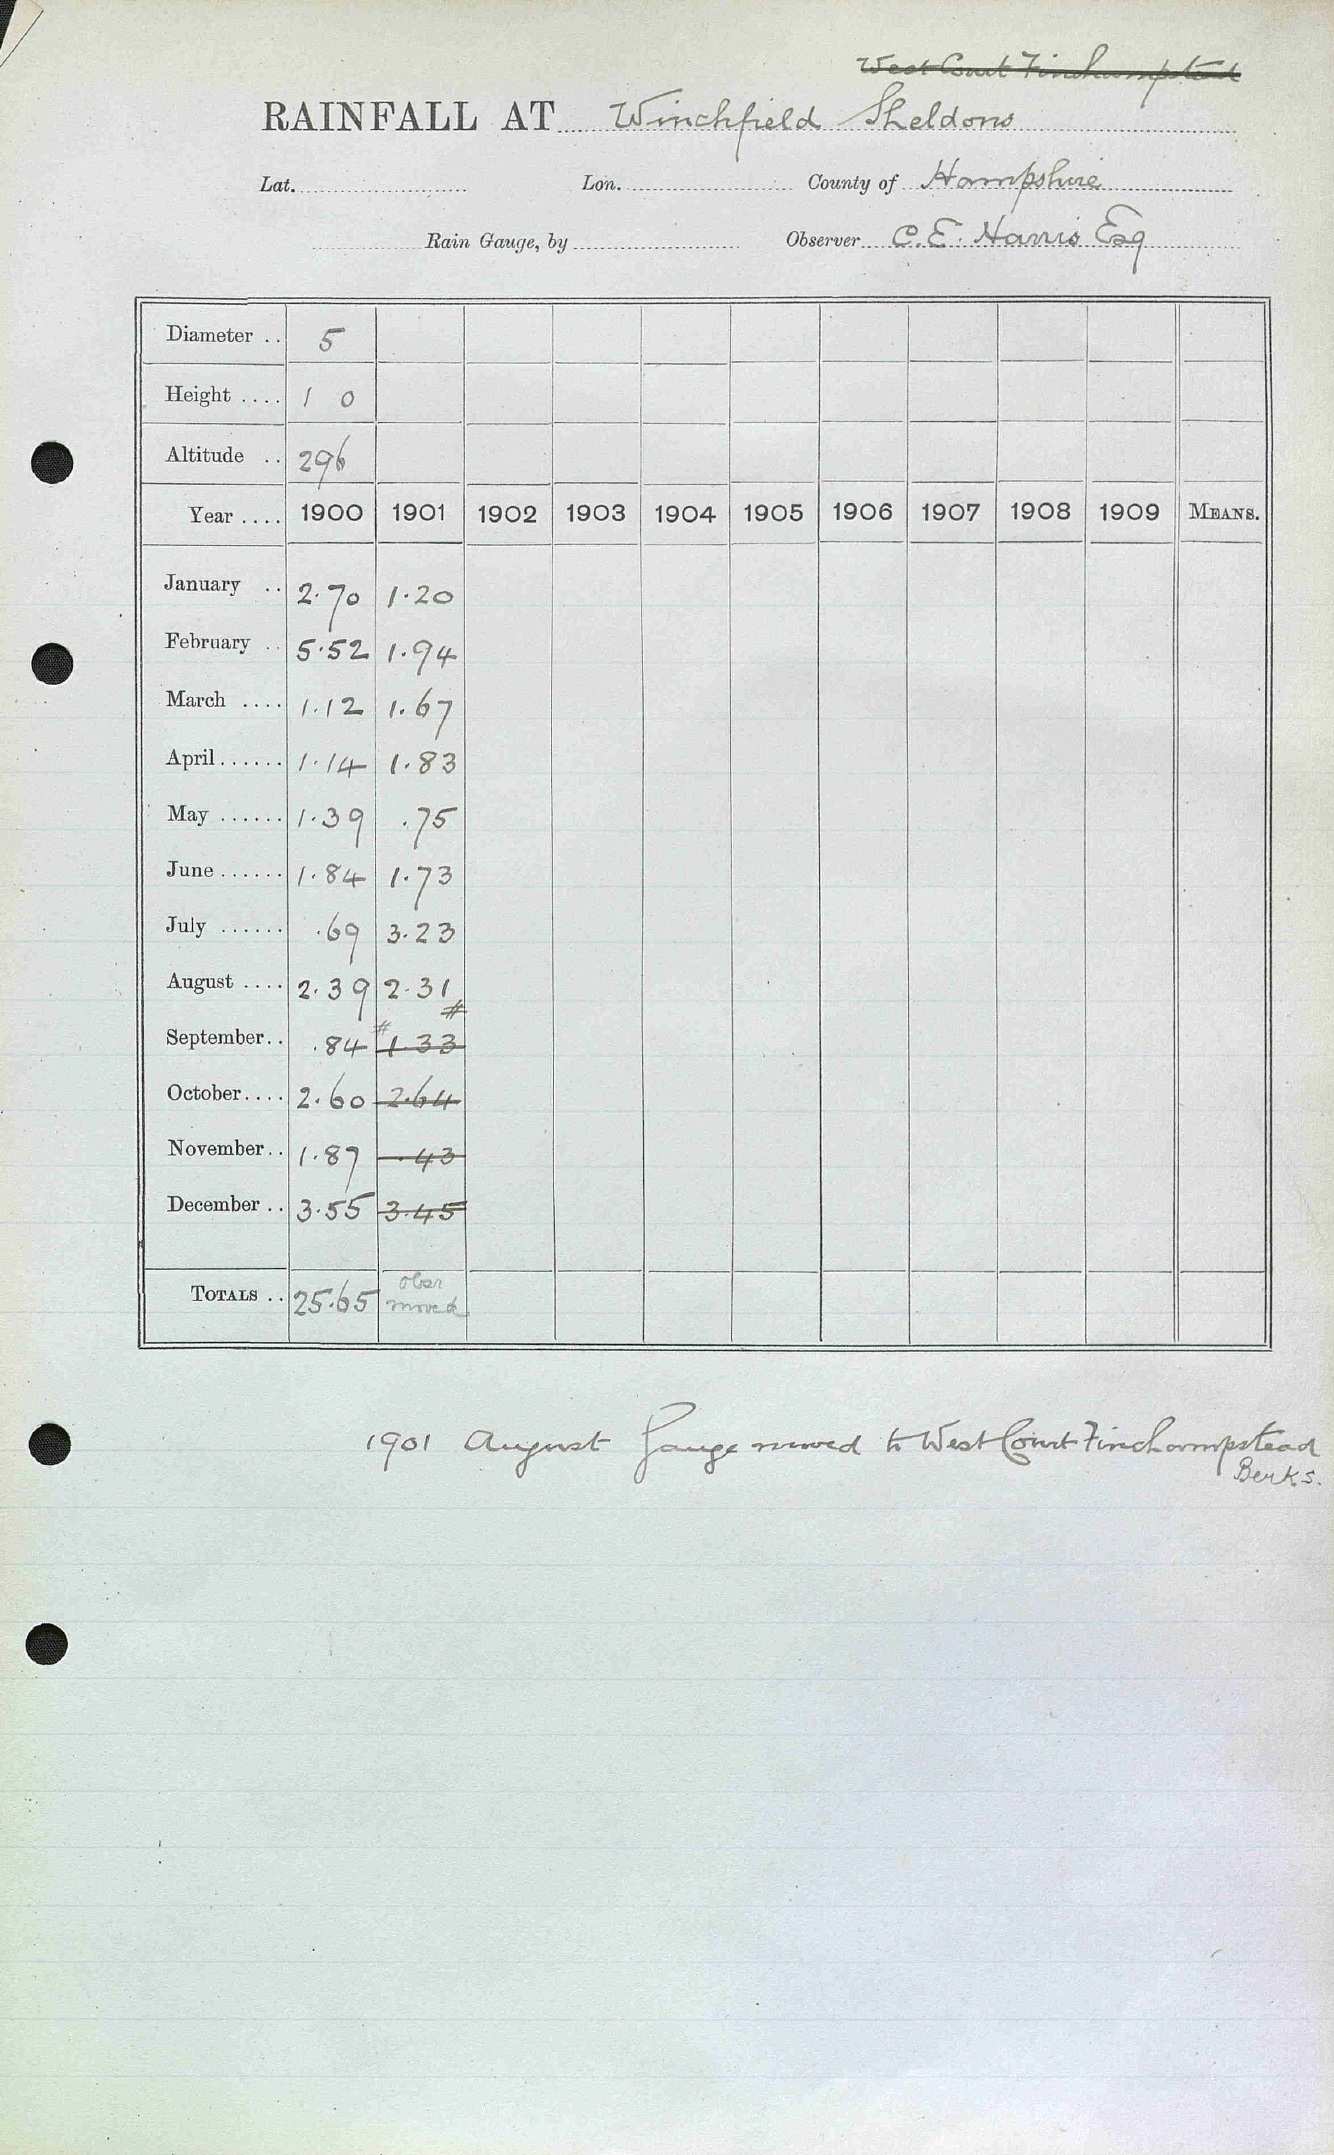 West Court Finchampstead
RAINFALL AT Winchfield Sheldons
Lat. Lon. County of Hampshire
Rain Gauge, by Observer C.E. Harris Esq
Diameter .. 5
Height .... 1 0
Altitude .. 296
Year .... 1900 1901 1902 1903 1904 1905 1906 1907 1908 1909 MEANS.
January .. 2.70 1.20
February .. 5.52 1.94
March .... 1.12 1.67
April ...... 1.14 1.83
May ...... 1.39 .75
June ...... 1.84 1.73
July ...... .69 3.23
August .... 2.39 2.31
#
September.. .84 # 1.33
October.... 2.60 2.64
November.. 1.87 .43
December .. 3.55 3.45
obsr
TOTALS .. 25.65 moved
1901 August Gauge moved to West Court Finchampstead
Berks.